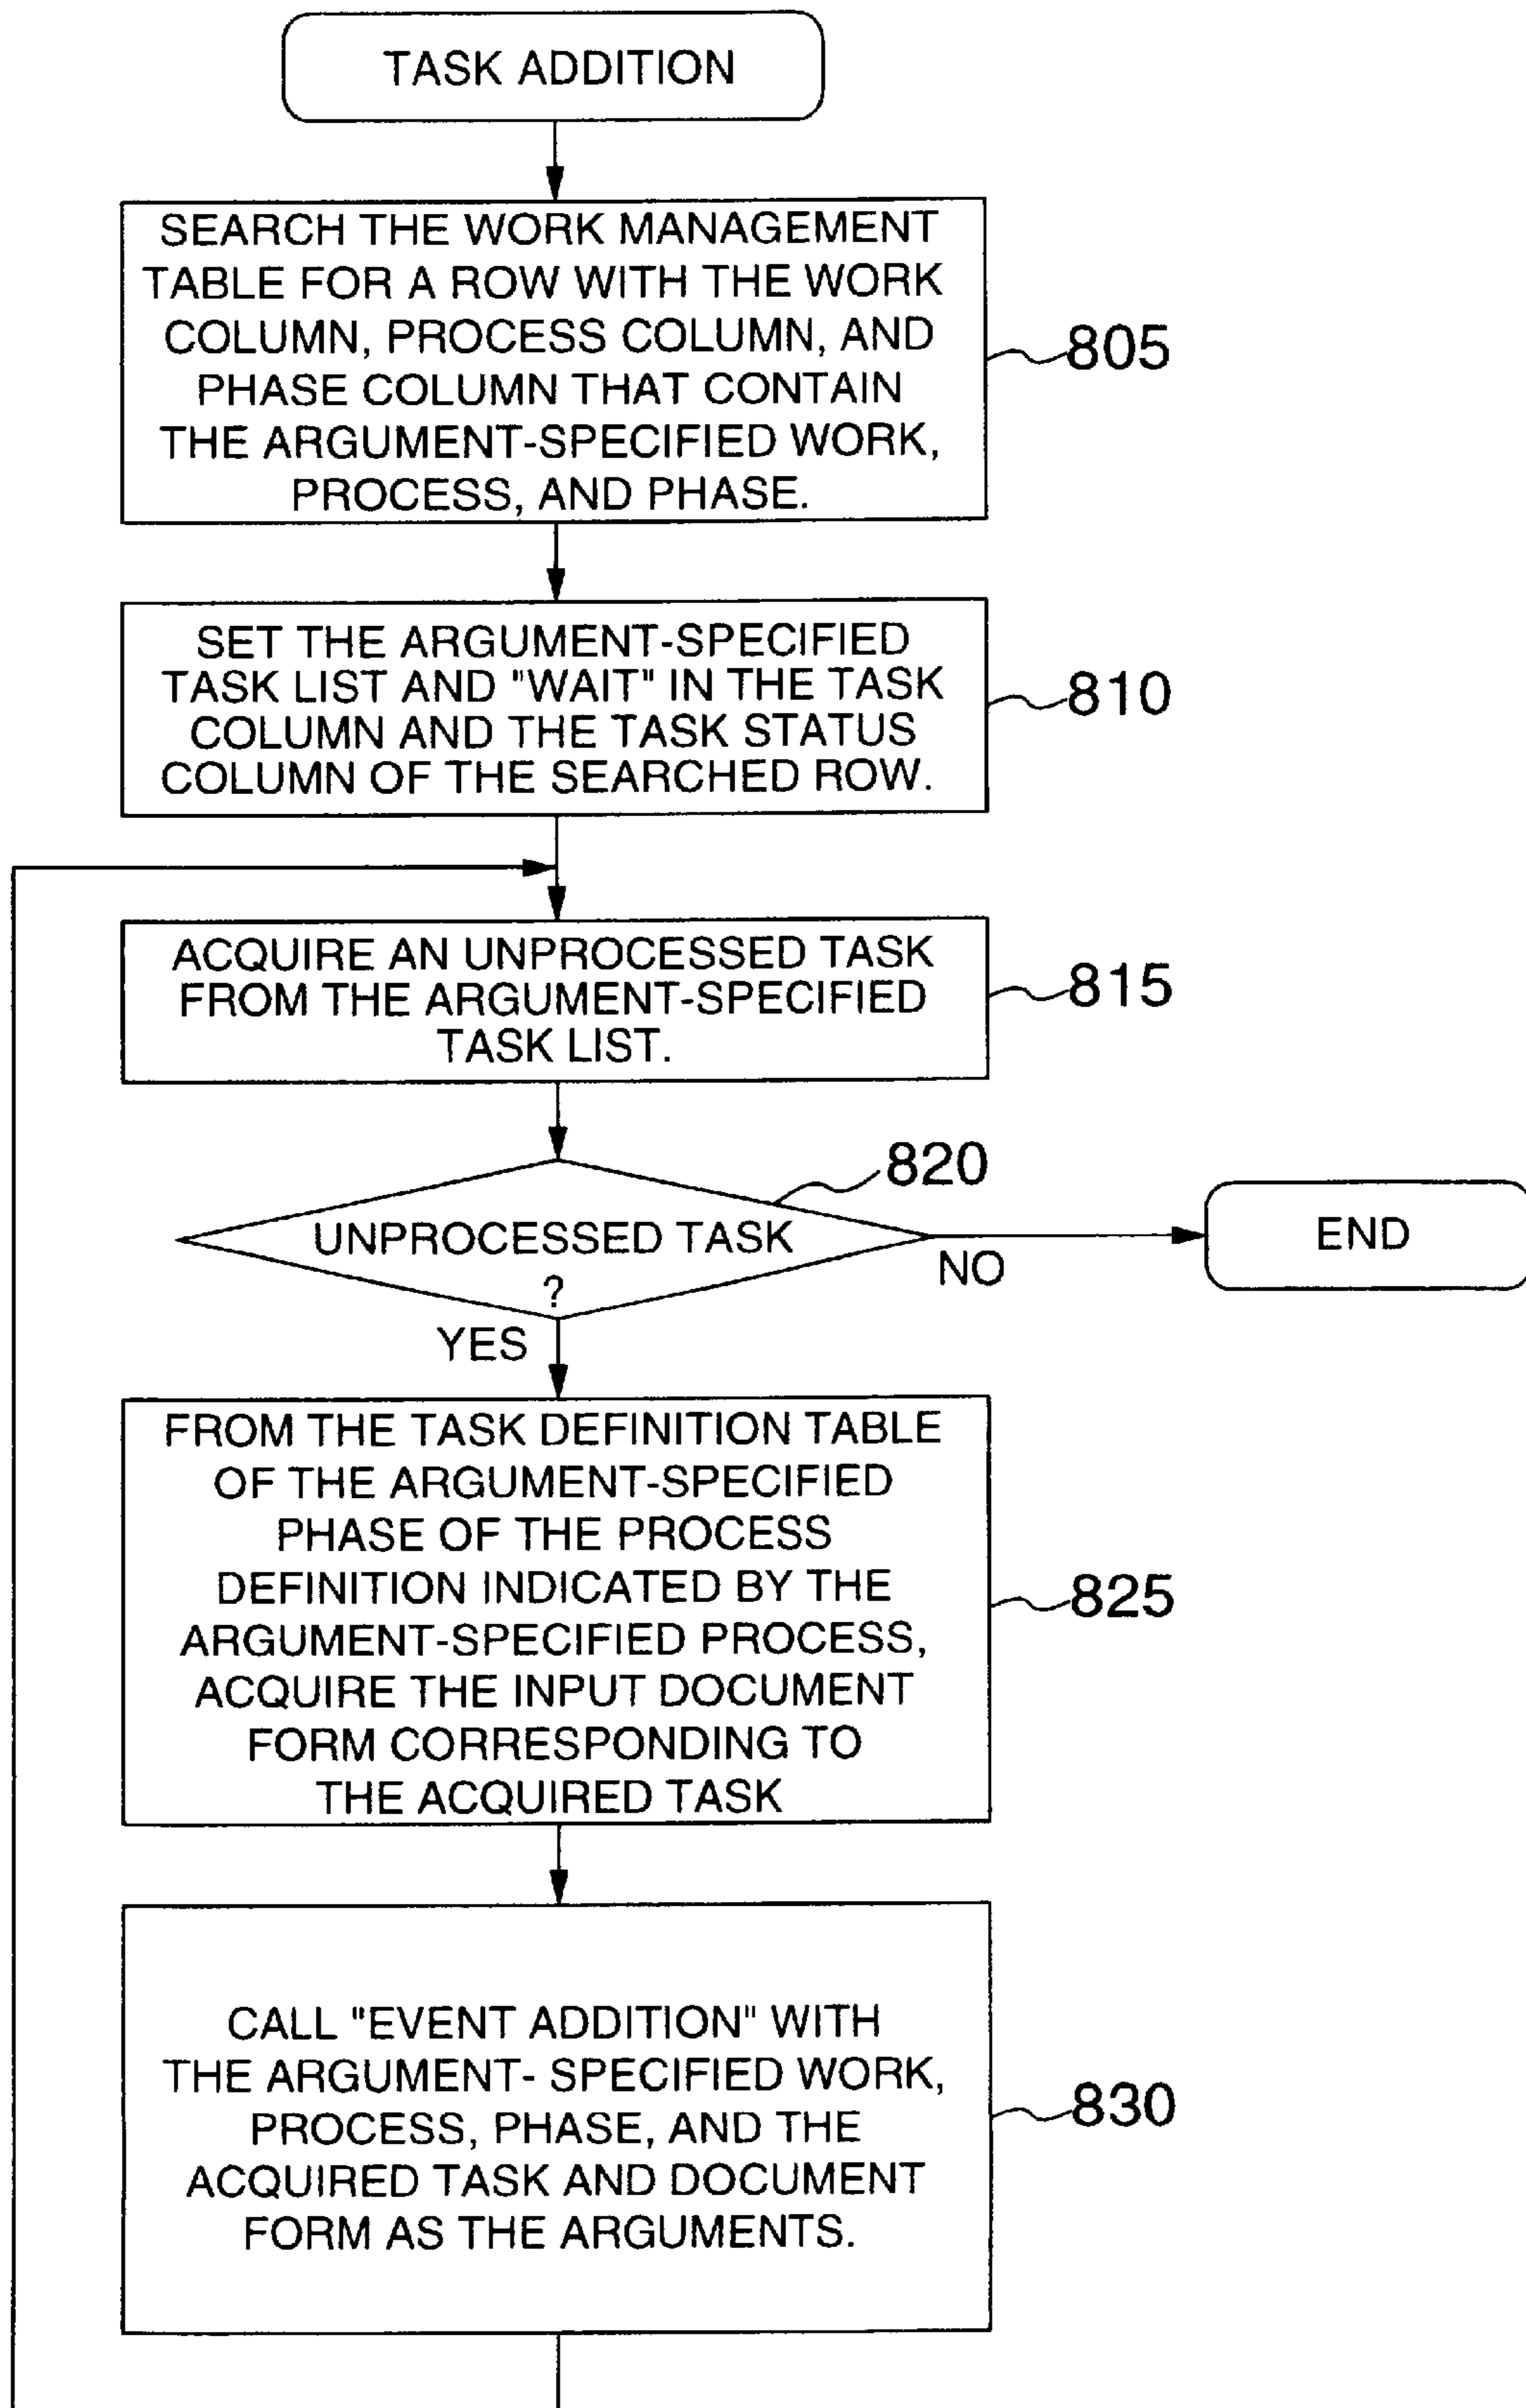 TASK ADDITION
SEARCH THE WORK MANAGEMENT
TABLE FOR A ROW WITH THE WORK
COLUMN, PROCESS COLUMN, AND
PHASE COLUMN THAT CONTAIN
THE ARGUMENT-SPECIFIED WORK,
PROCESS, AND PHASE.
805
SET THE ARGUMENT-SPECIFIED
TASK LIST AND "WAIT" IN THE TASK
COLUMN AND THE TASK STATUS
COLUMN OF THE SEARCHED ROW.
810
ACQUIRE AN UNPROCESSED TASK
FROM THE ARGUMENT-SPECIFIED
TASK LIST.
815
820
UNPROCESSED TASK
?
NO
END
YES
FROM THE TASK DEFINITION TABLE
OF THE ARGUMENT-SPECIFIED
PHASE OF THE PROCESS
DEFINITION INDICATED BY THE
ARGUMENT-SPECIFIED PROCESS,
ACQUIRE THE INPUT DOCUMENT
FORM CORRESPONDING TO
THE ACQUIRED TASK
825
CALL "EVENT ADDITION" WITH
THE ARGUMENT- SPECIFIED WORK,
PROCESS, PHASE, AND THE
ACQUIRED TASK AND DOCUMENT
FORM AS THE ARGUMENTS.
830